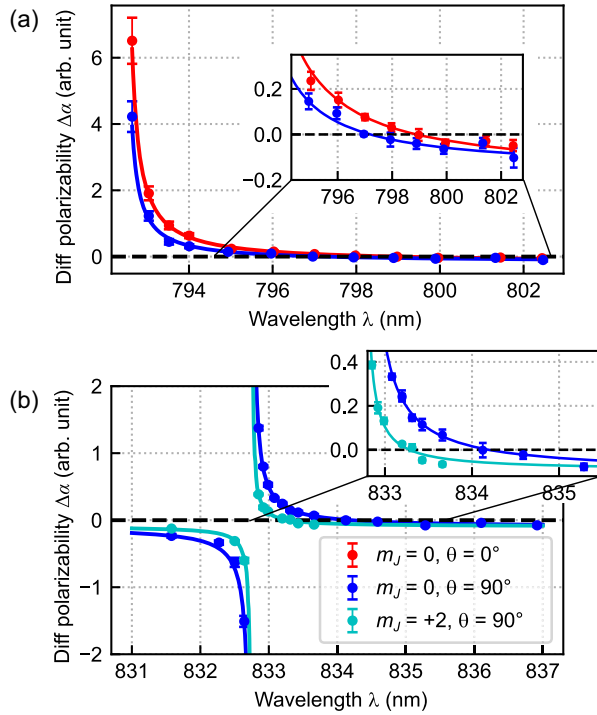 (a)
Diff polarizability Δα (arb. unit)
6
4
2
0
0.2
0.0
−0.2
796 798 800 802
794 796 798 800 802
Wavelength λ (nm)
(b)
Diff polarizability Δα (arb. unit)
2
1
0
−1
−2
0.4
0.2
0.0
833 834 835
m_J = 0, θ = 0°
m_J = 0, θ = 90°
m_J = +2, θ = 90°
831 832 833 834 835 836 837
Wavelength λ (nm)